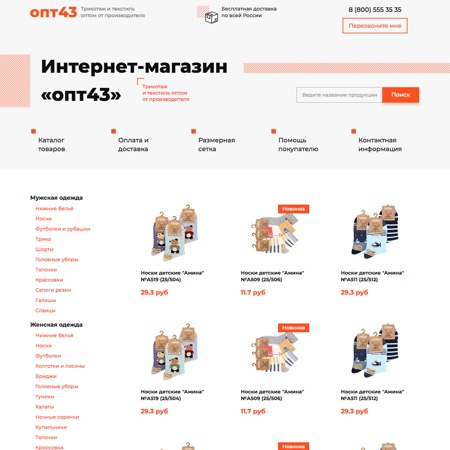 опт43
Трикотаж и текстиль
оптом от производителя
Бесплатная доставка
по всей России
8 (800) 555 35 35
Перезвоните мне
Интернет-магазин
«опт43»
Трикотаж
и текстиль оптом
от производителя
Введите название продукции
Поиск
Каталог
товаров
Оплата и
доставка
Размерная
сетка
Помощь
покупателю
Контактная
информация
Мужская одежда
Нижние бельё
Носки
Футболки и рубашки
Трико
Шорты
Головные уборы
Тапочки
Крассовки
Сапоги резин
Галоши
Сланцы
Женская одежда
Нижние бельё
Носки
Футболки
Колготки и лосины
Бриджи
Головные уборы
Туники
Халаты
Ночные сорочки
Купальники
Тапочки
Кроссовки
Носки детские "Амина"
№А519 (25/504)
29.3 руб
Новинка
Носки детские "Амина"
№А509 (25/506)
11.7 руб
Носки детские "Амина"
№А511 (25/512)
29.3 руб
Носки детские "Амина"
№А519 (25/504)
29.3 руб
Новинка
Носки детские "Амина"
№А509 (25/506)
11.7 руб
Носки детские "Амина"
№А511 (25/512)
29.3 руб
Новинка